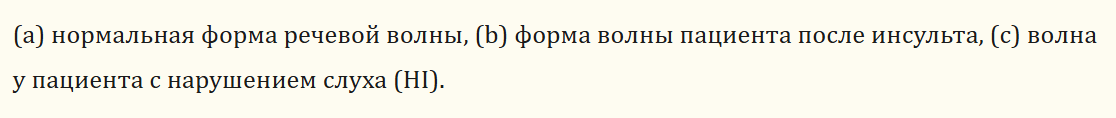 (a) нормальная форма речевой волны, (b) форма волны пациента после инсульта, (c) волна
у пациента с нарушением слуха (HI).